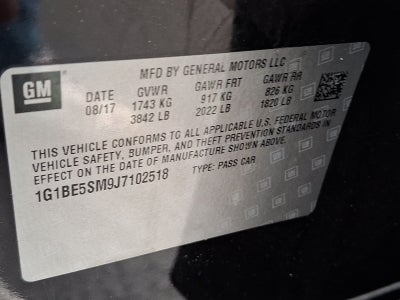 GM
MFD BY GENERAL MOTORS LLC
DATE GVWR GAWR FRT GAWR RR
08/17 1743 KG 917 KG 826 KG
3842 LB 2022 LB 1820 LB
THIS VEHICLE CONFORMS TO ALL APPLICABLE U.S. FEDERAL MOTOR
VEHICLE SAFETY, BUMPER, AND THEFT PREVENTION STANDARDS IN
EFFECT ON THE DATE OF MANUFACTURE SHOWN ABOVE.
1G1BE5SM9J7102518 TYPE: PASS CAR